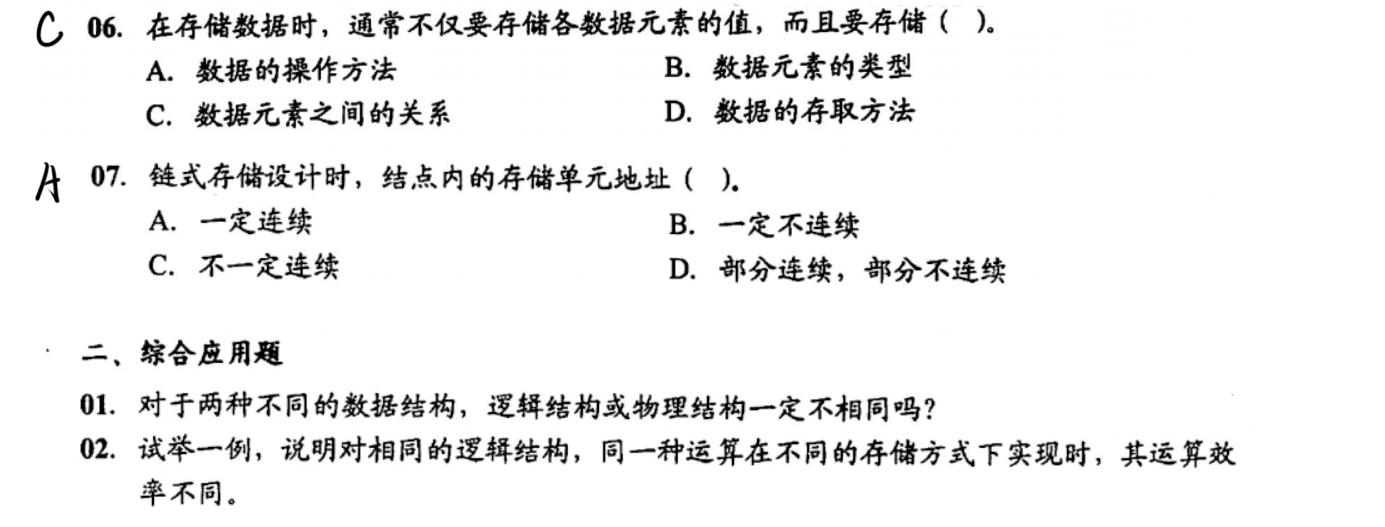 C 06. 在存储数据时，通常不仅要存储各数据元素的值，而且要存储（ ）。
A. 数据的操作方法 B. 数据元素的类型
C. 数据元素之间的关系 D. 数据的存取方法
A 07. 链式存储设计时，结点内的存储单元地址（ ）。
A. 一定连续 B. 一定不连续
C. 不一定连续 D. 部分连续，部分不连续
二、综合应用题
01. 对于两种不同的数据结构，逻辑结构或物理结构一定不相同吗？
02. 试举一例，说明对相同的逻辑结构，同一种运算在不同的存储方式下实现时，其运算效
率不同。